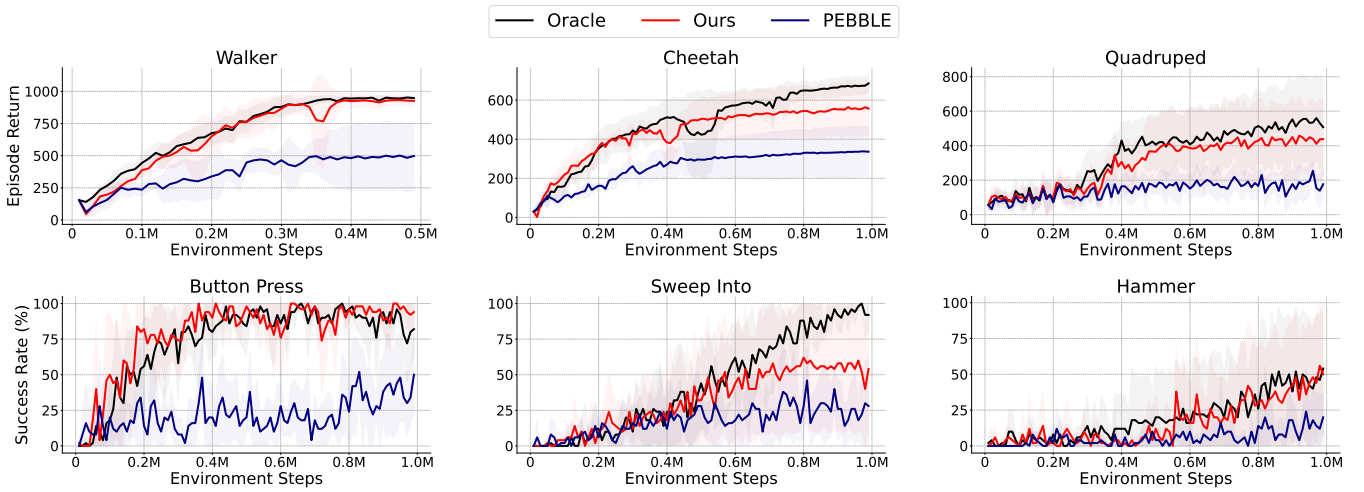 Oracle Ours PEBBLE
Walker Cheetah Quadruped
Episode Return
1000
750
500
250
0
0 0.1M 0.2M 0.3M 0.4M 0.5M
Environment Steps
600
400
200
0
0 0.2M 0.4M 0.6M 0.8M 1.0M
Environment Steps
800
600
400
200
0
0 0.2M 0.4M 0.6M 0.8M 1.0M
Environment Steps
Button Press Sweep Into Hammer
Success Rate (%)
100
75
50
25
0
0 0.2M 0.4M 0.6M 0.8M 1.0M
Environment Steps
100
75
50
25
0
0 0.2M 0.4M 0.6M 0.8M 1.0M
Environment Steps
100
75
50
25
0
0 0.2M 0.4M 0.6M 0.8M 1.0M
Environment Steps